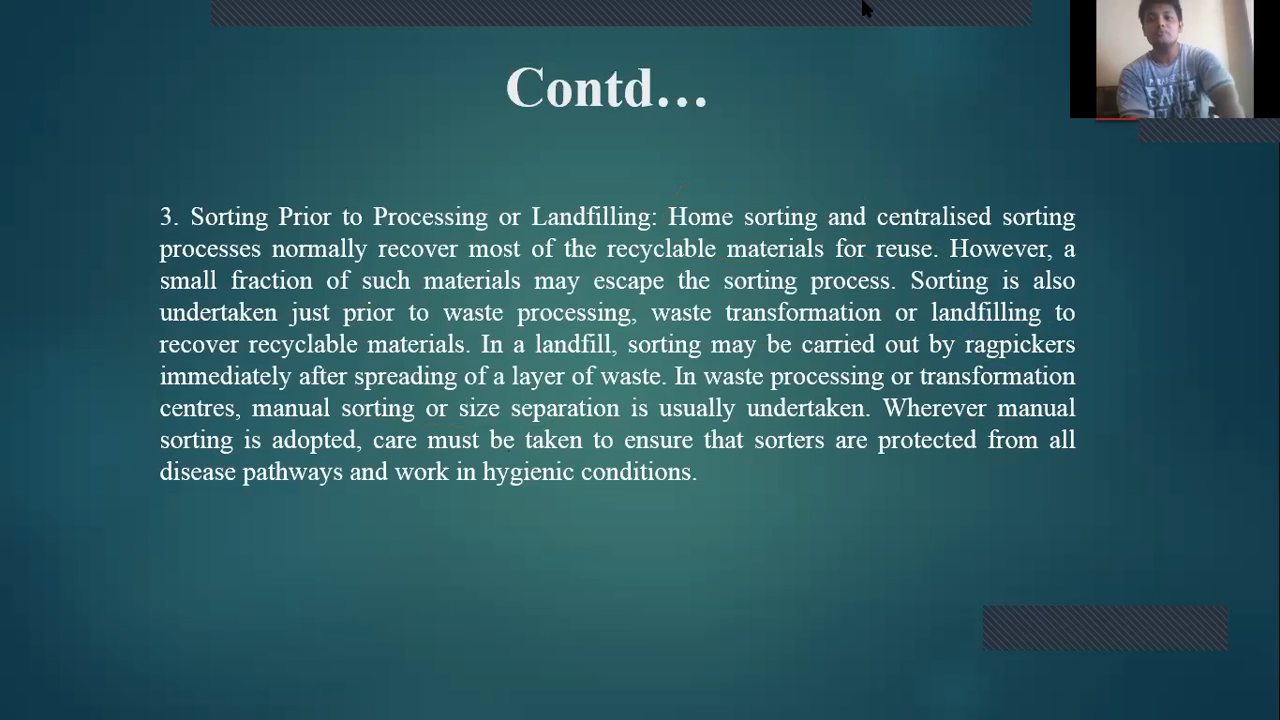 Contd…
3. Sorting Prior to Processing or Landfilling: Home sorting and centralised sorting
processes normally recover most of the recyclable materials for reuse. However, a
small fraction of such materials may escape the sorting process. Sorting is also
undertaken just prior to waste processing, waste transformation or landfilling to
recover recyclable materials. In a landfill, sorting may be carried out by ragpickers
immediately after spreading of a layer of waste. In waste processing or transformation
centres, manual sorting or size separation is usually undertaken. Wherever manual
sorting is adopted, care must be taken to ensure that sorters are protected from all
disease pathways and work in hygienic conditions.